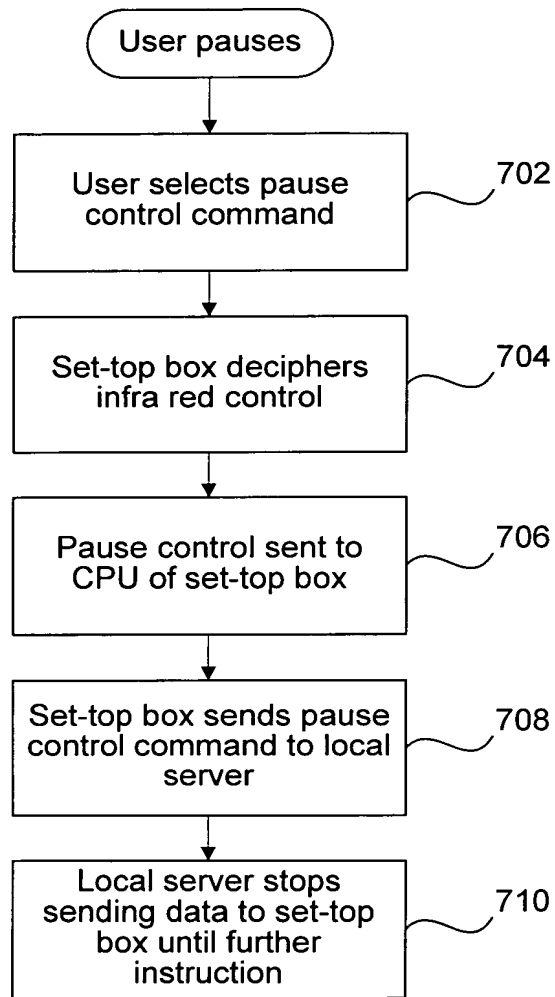 User pauses
User selects pause
control command
702
Set-top box deciphers
infra red control
704
Pause control sent to
CPU of set-top box
706
Set-top box sends pause
control command to local
server
708
Local server stops
sending data to set-top
box until further
instruction
710